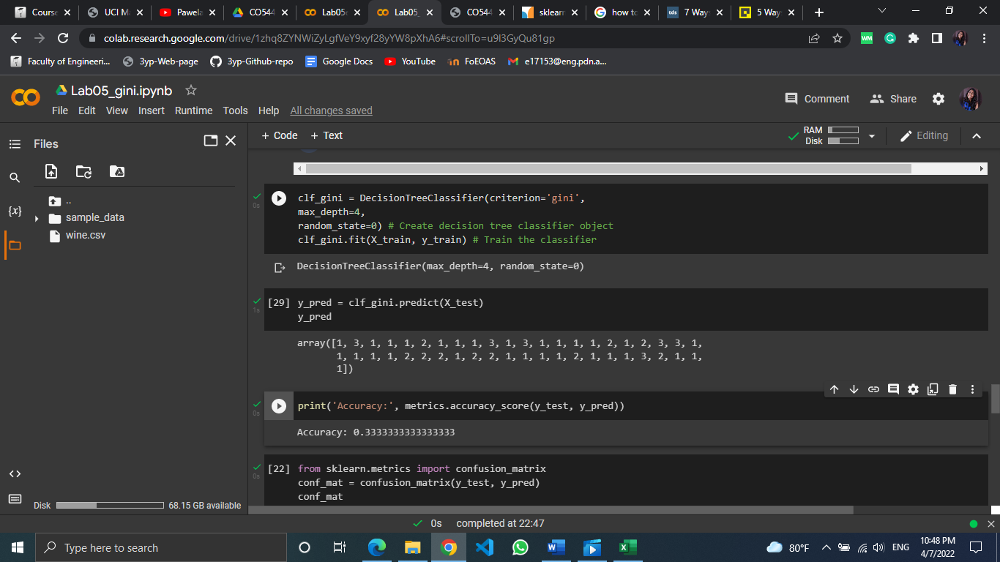 Course
UCI Ma
Pawela
CO544
Lab05
Lab05_
CO544
sklearn
how to
tds
7 Ways
5 Way
colab.research.google.com/drive/1zhq8ZYNWiZyLgfVeY9xyf28yYW8pXhA6#scrollTo=u9l3GyQu81gp
WM
Faculty of Engineeri...
3yp-Web-page
3yp-Github-repo
Google Docs
YouTube
FoEOAS
e17153@eng.pdn.a...
Lab05_gini.ipynb
Comment
Share
File Edit View Insert Runtime Tools Help All changes saved
Files
+ Code + Text
RAM
Disk
Editing
..
sample_data
wine.csv
{x}
0s
clf_gini = DecisionTreeClassifier(criterion='gini',
max_depth=4,
random_state=0) # Create decision tree classifier object
clf_gini.fit(X_train, y_train) # Train the classifier
DecisionTreeClassifier(max_depth=4, random_state=0)
1s
[29] y_pred = clf_gini.predict(X_test)
y_pred
array([1, 3, 1, 1, 1, 2, 1, 1, 1, 3, 1, 3, 1, 1, 1, 1, 2, 1, 2, 3, 3, 1,
1, 1, 1, 1, 2, 2, 2, 1, 2, 2, 1, 1, 1, 1, 2, 1, 1, 1, 3, 2, 1, 1,
1])
0s
print('Accuracy:', metrics.accuracy_score(y_test, y_pred))
Accuracy: 0.3333333333333333
0s
[22] from sklearn.metrics import confusion_matrix
conf_mat = confusion_matrix(y_test, y_pred)
conf_mat
Disk
68.15 GB available
0s completed at 22:47
Type here to search
80°F
ENG
10:48 PM
4/7/2022